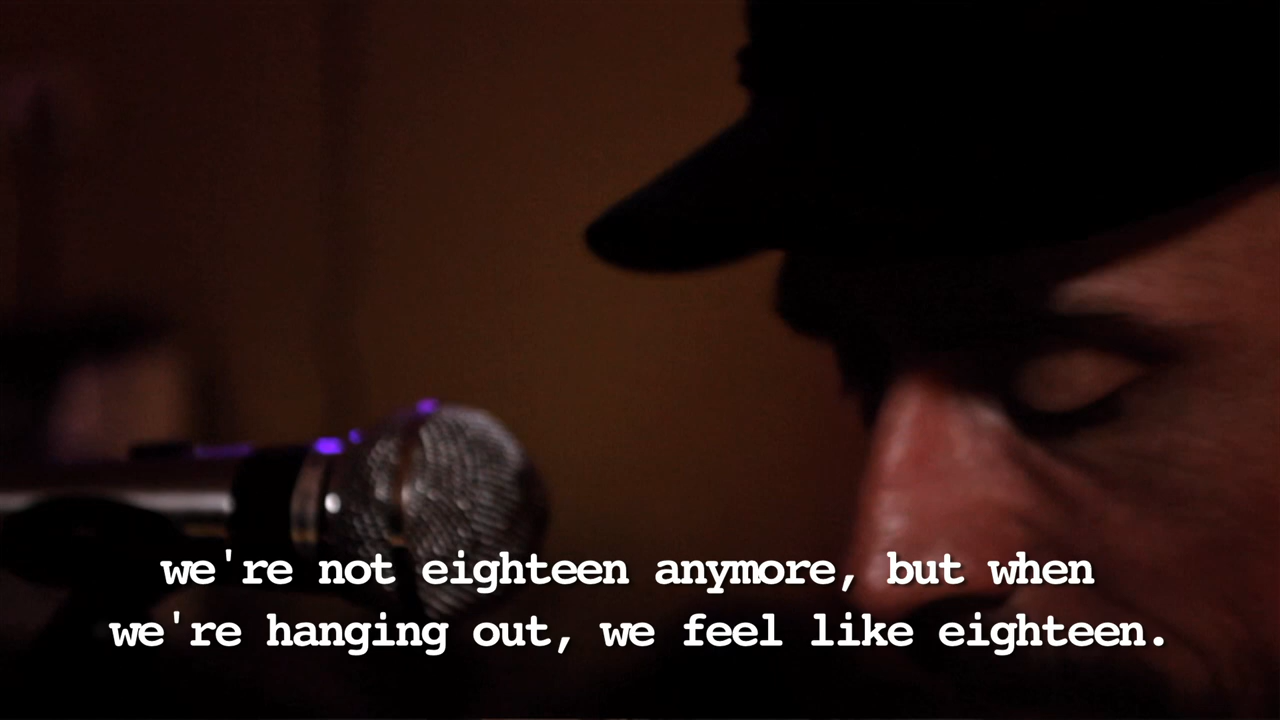 we're not eighteen anymore, but when
we're hanging out, we feel like eighteen.